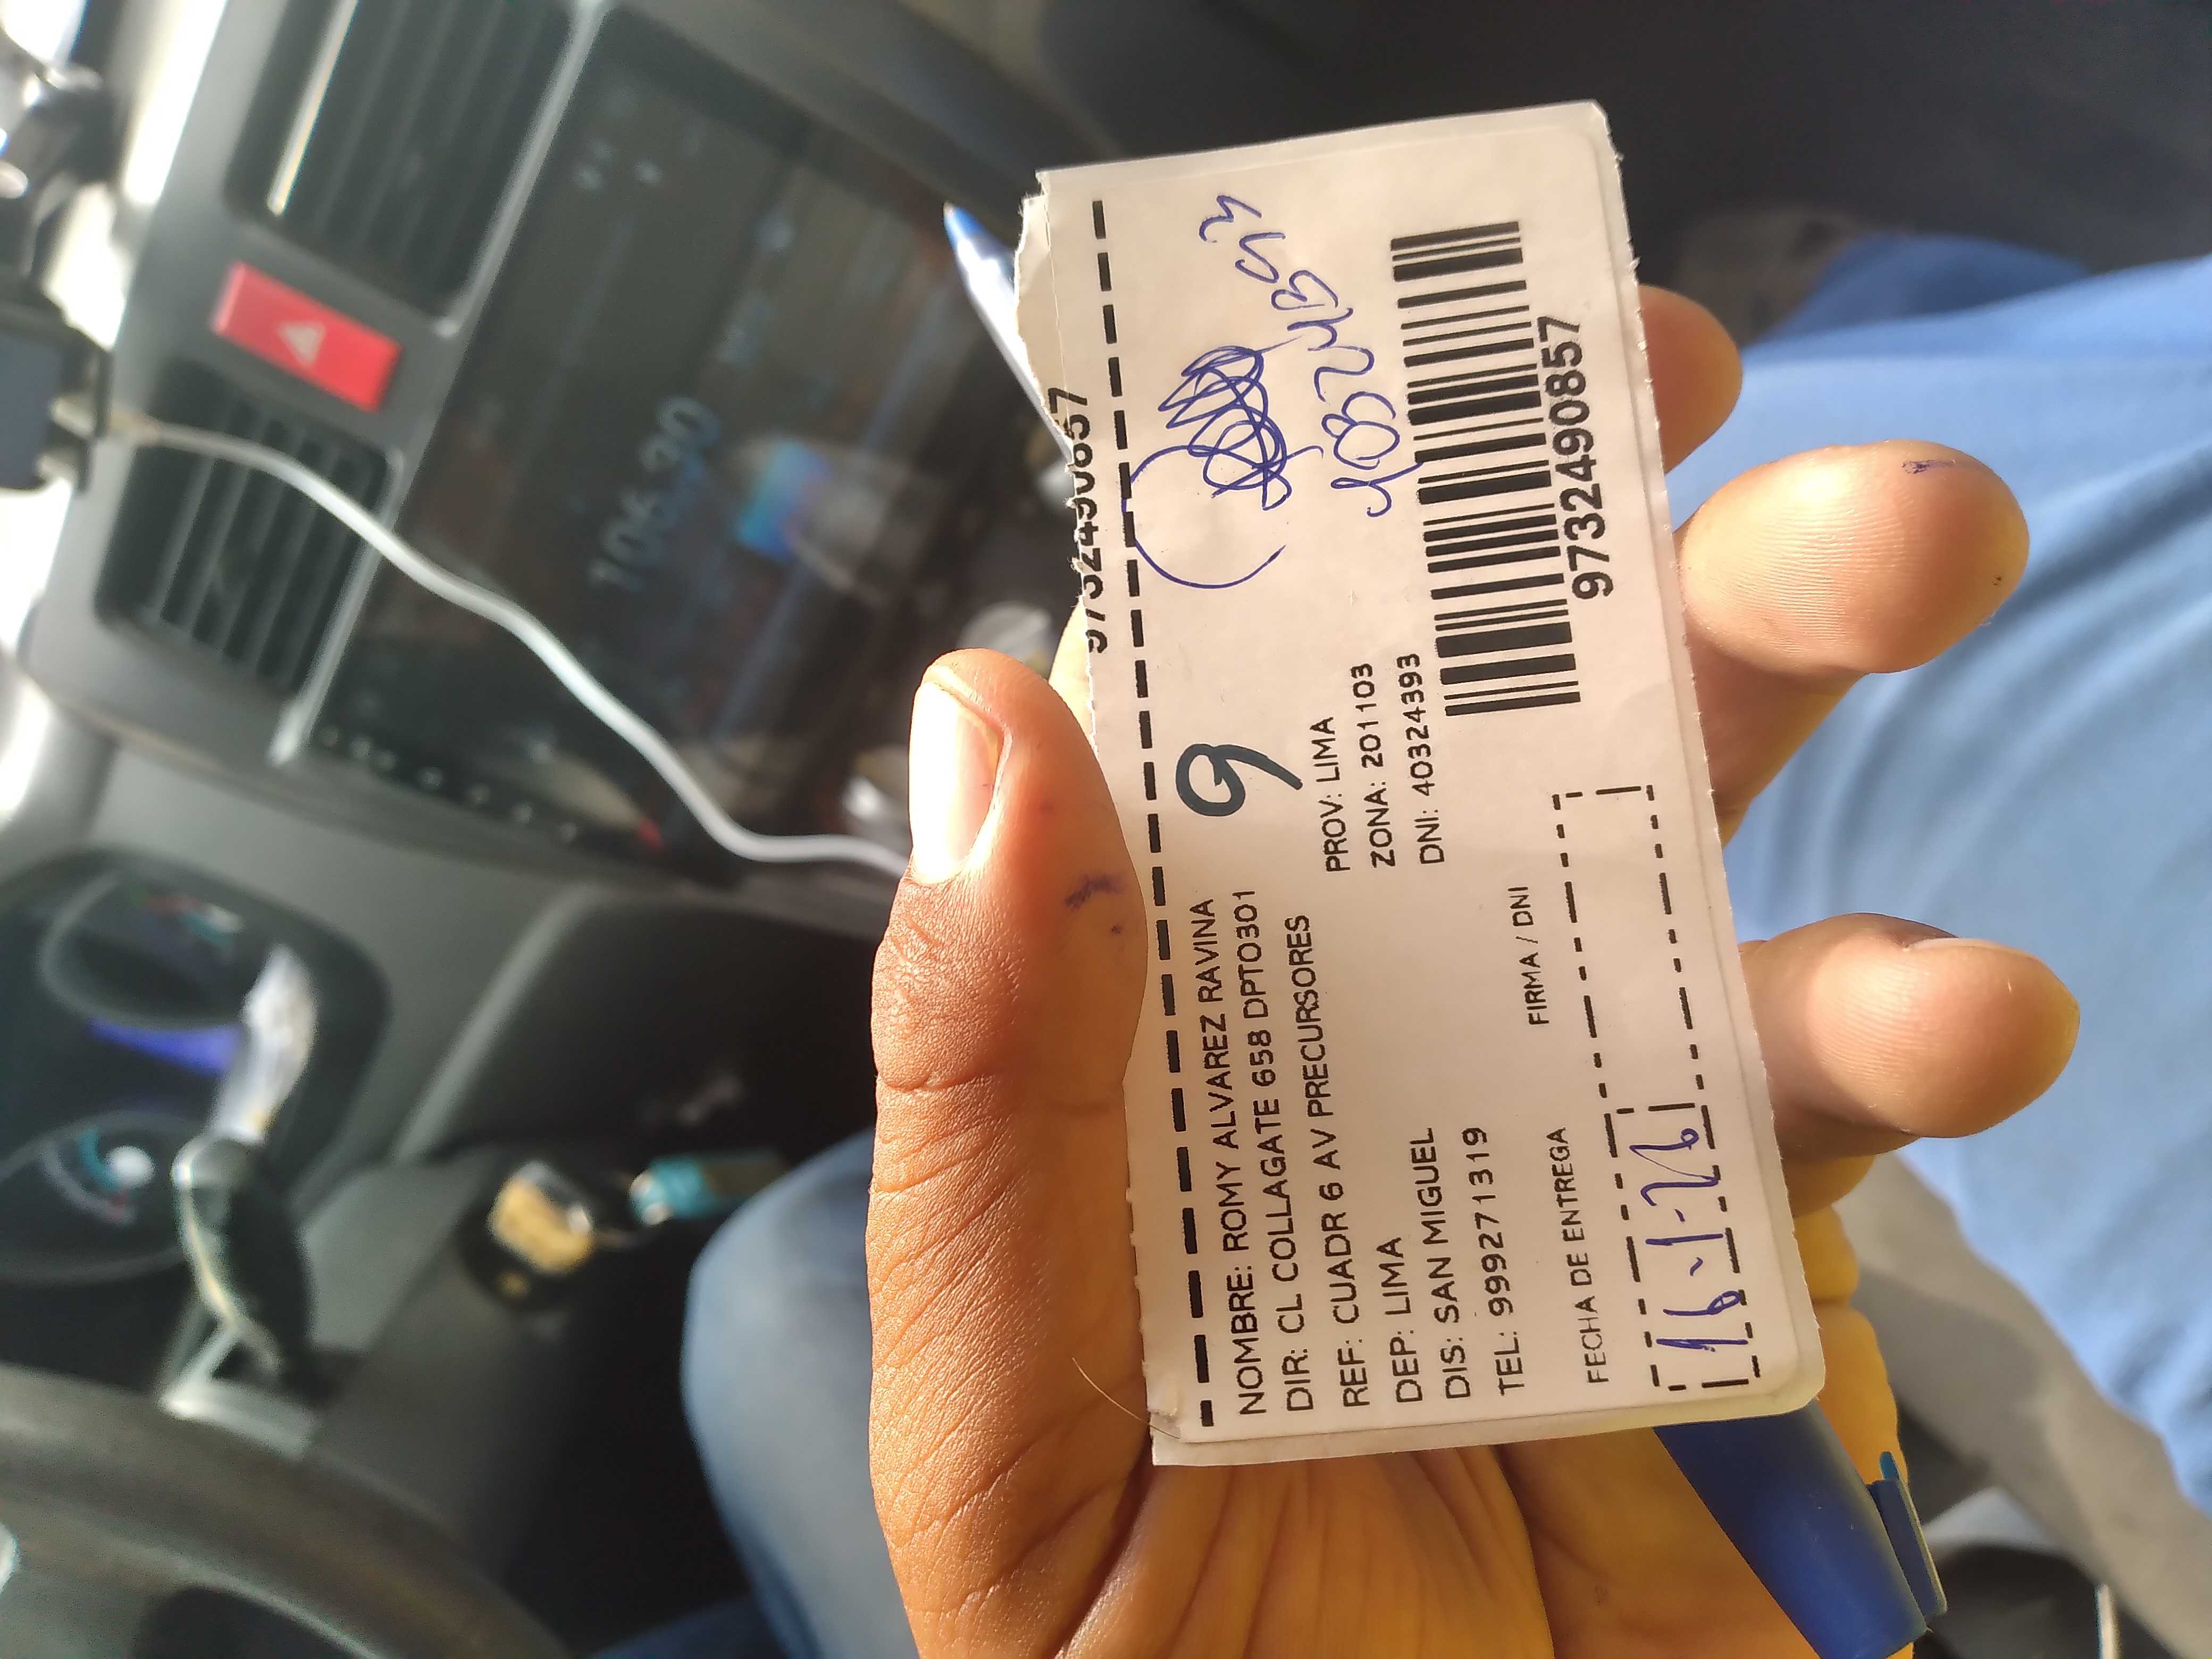 9732490857
NOMBRE: ROMY ALVAREZ RAVINA
9
DIR: CL COLLAGATE 658 DPTO301
REF: CUADR 6 AV PRECURSORES
DEP: LIMA
PROV: LIMA
DIS: SAN MIGUEL
ZONA: 201103
TEL: 999271319
DNI: 40324393
9732490857
FECHA DE ENTREGA
FIRMA / DNI
16-1-26